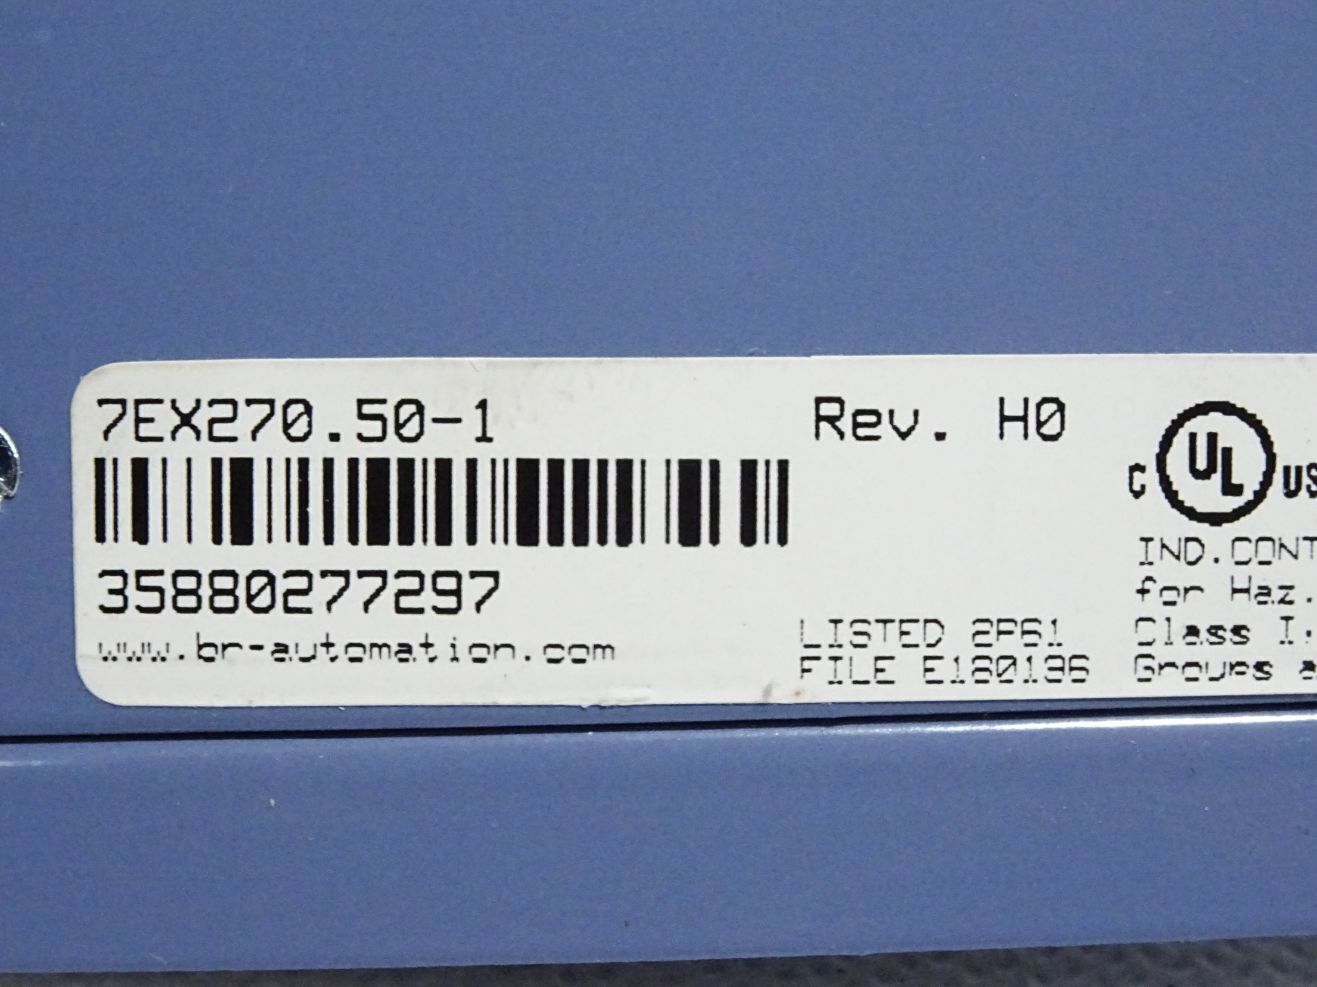 7EX270.50-1 Rev. H0
35880277297
www.br-automation.com
LISTED 2P61
FILE E180196
C UL US
IND.CONT
for Haz.
Class I
Groups